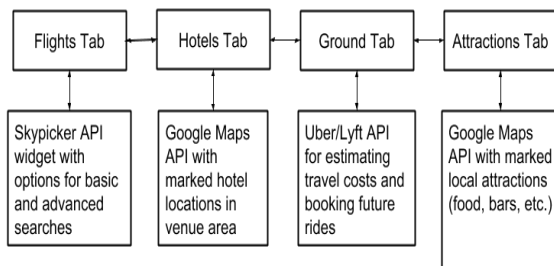 Flights Tab
Hotels Tab
Ground Tab
Attractions Tab
Skypicker API
widget with
options for basic
and advanced
searches
Google Maps
API with
marked hotel
locations in
venue area
Uber/Lyft API
for estimating
travel costs and
booking future
rides
Google Maps
API with marked
local attractions
(food, bars, etc.)